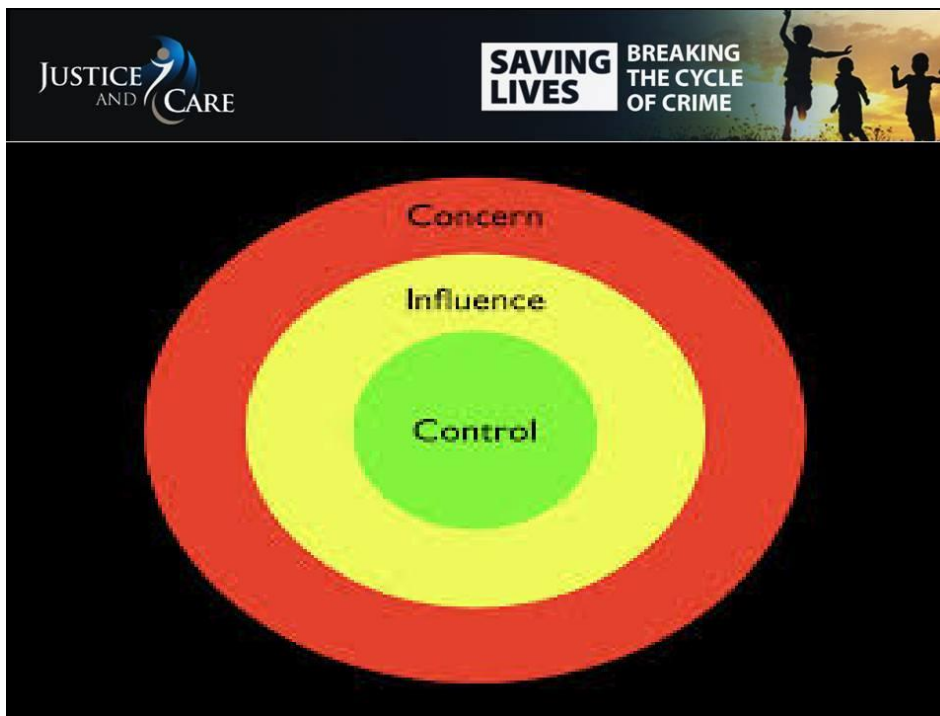 JUSTICE
AND CARE
SAVING
LIVES
BREAKING
THE CYCLE
OF CRIME
Concern
Influence
Control